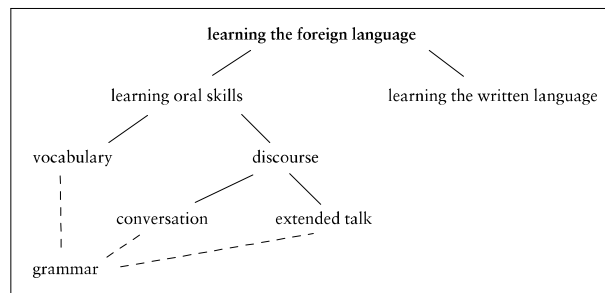 learning the foreign language
learning oral skills
learning the written language
vocabulary
discourse
conversation
extended talk
grammar